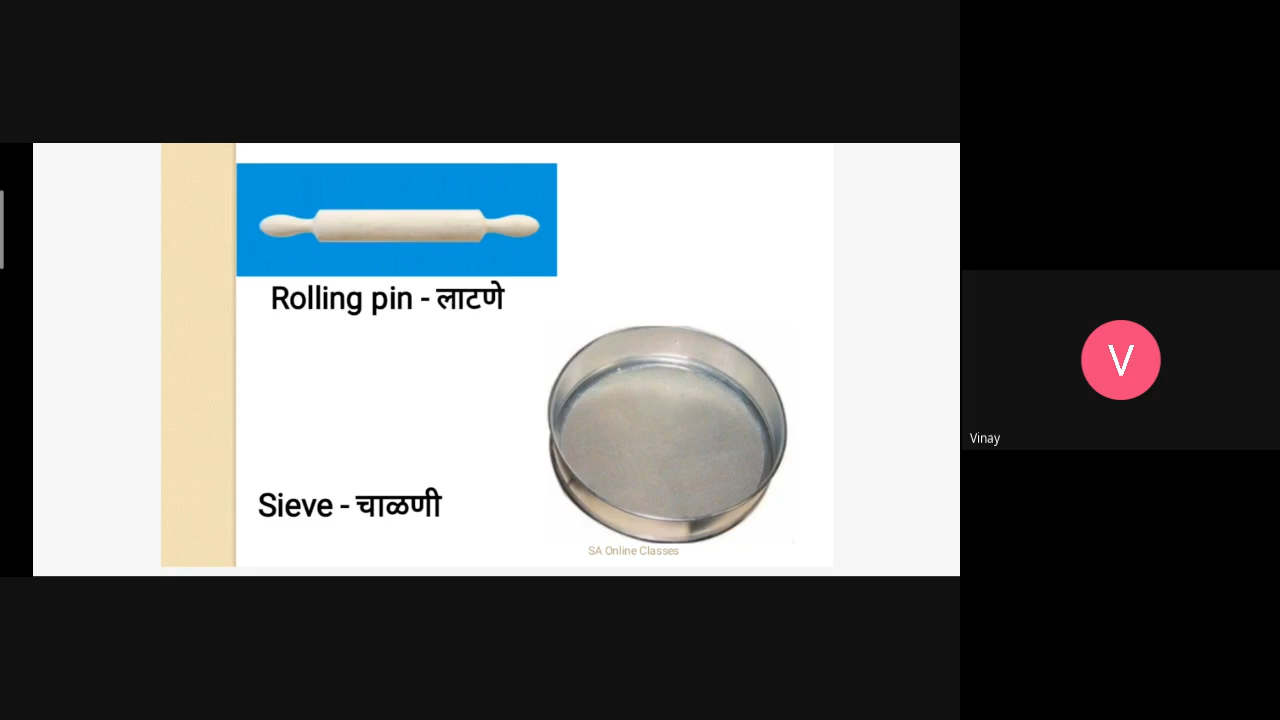 Rolling pin - लाटणे
Sieve - चाळणी
SA Online Classes
V
Vinay